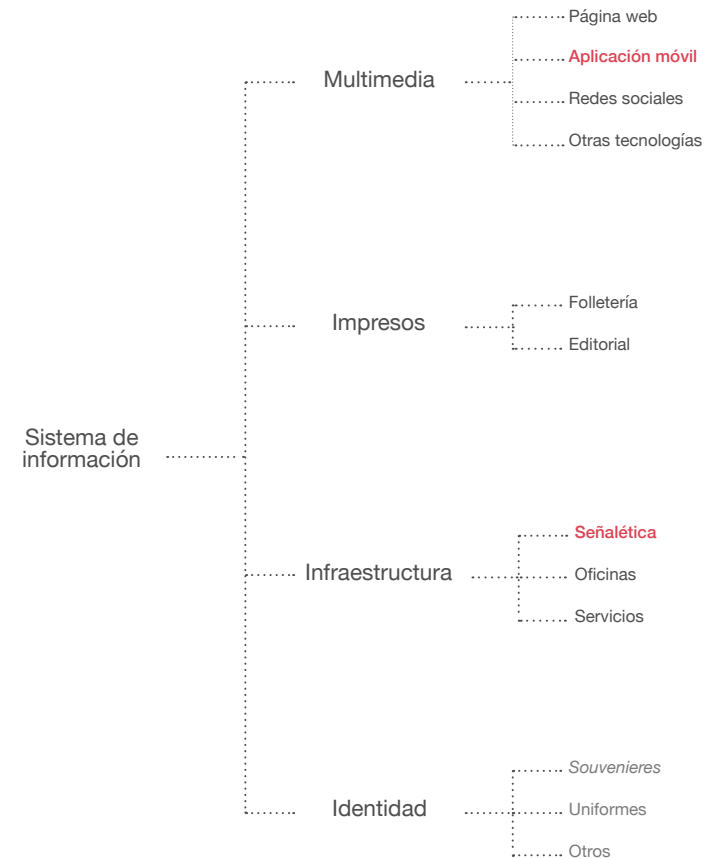 Sistema de
información
Multimedia
Página web
Aplicación móvil
Redes sociales
Otras tecnologías
Impresos
Folletería
Editorial
Infraestructura
Señalética
Oficinas
Servicios
Identidad
Souvenieres
Uniformes
Otros